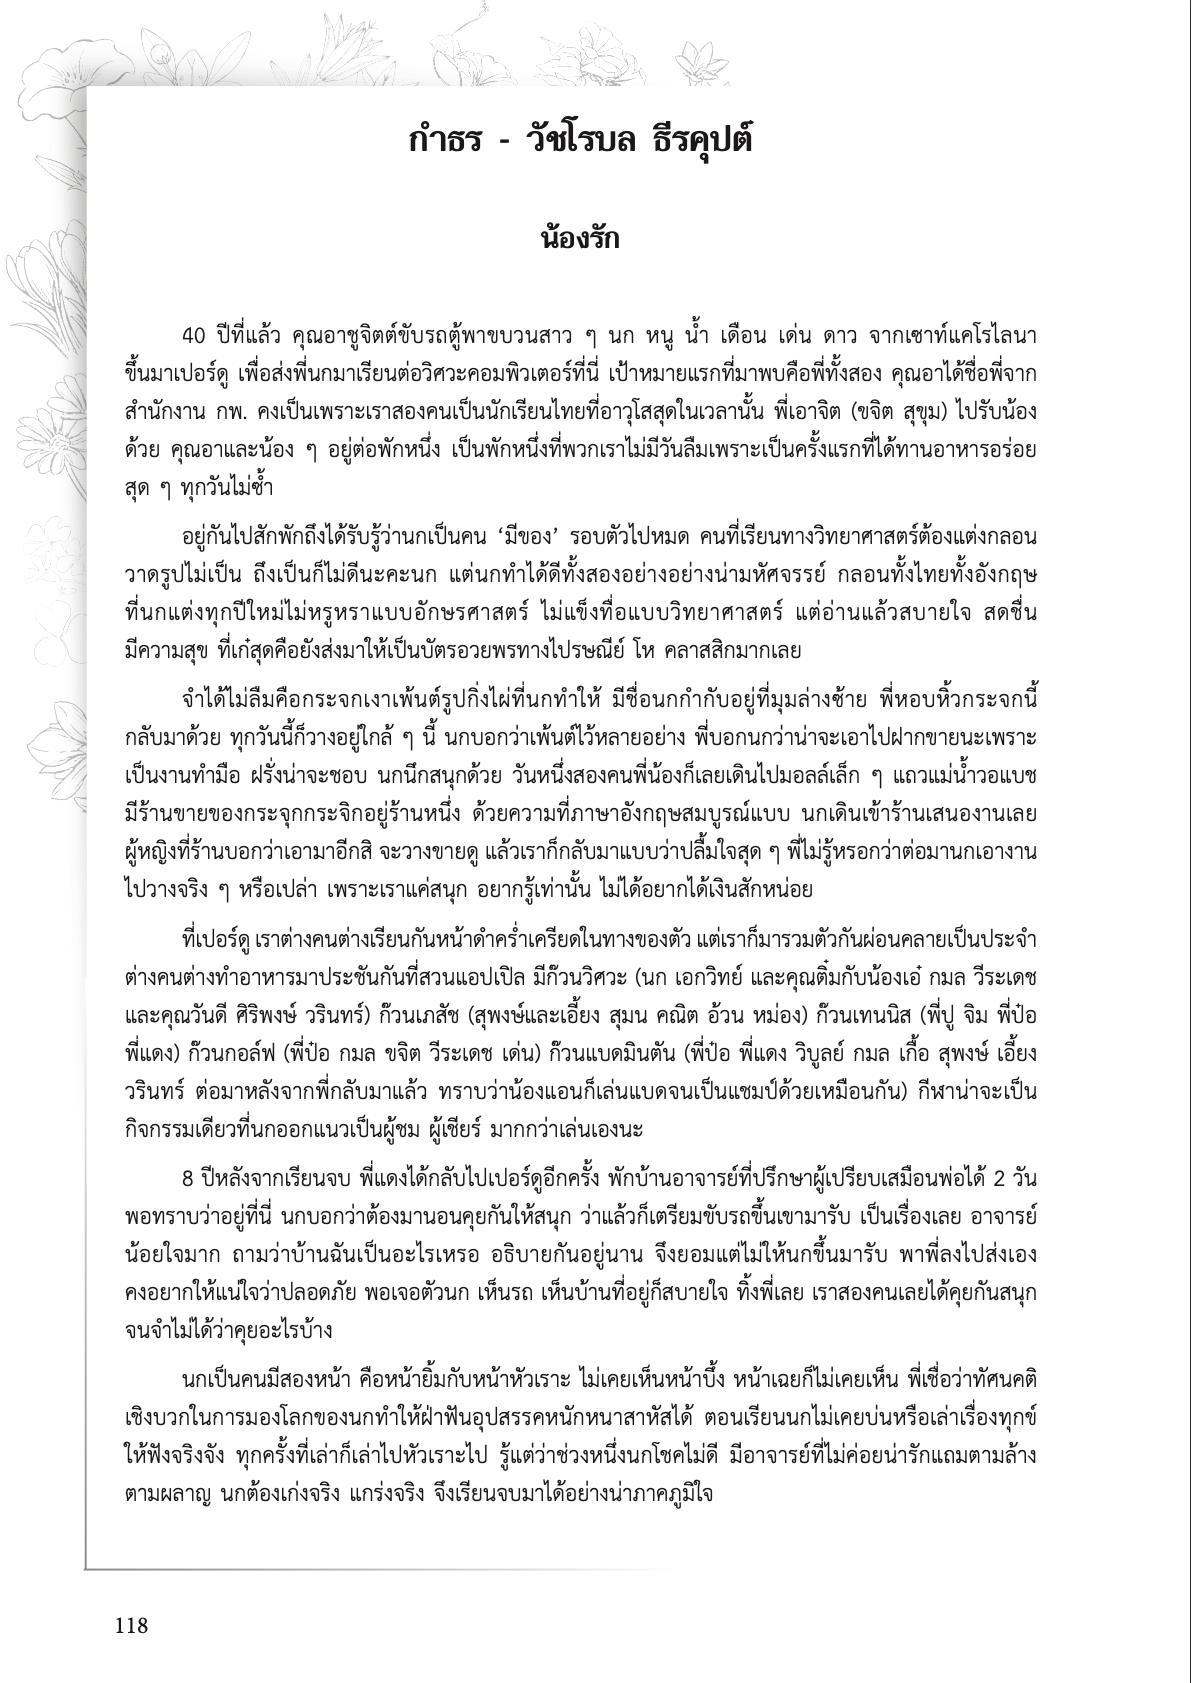 กำธร - วัชโรบล ธีรคุปต์
น้องรัก
40 ปีที่แล้ว คุณอาชูจิตต์ขับรถตู้พาขบวนสาว ๆ นก หนู น้ำ เดือน เด่น ดาว จากเซาท์แคโรไลนา
ขึ้นมาเปอร์ดู เพื่อส่งพี่นกมาเรียนต่อวิศวะคอมพิวเตอร์ที่นี่ เป้าหมายแรกที่มาพบคือพี่ทั้งสอง คุณอาได้ชื่อพี่จาก
สำนักงาน กพ. คงเป็นเพราะเราสองคนเป็นนักเรียนไทยที่อาวุโสสุดในเวลานั้น พี่เอาจิต (ขจิต สุขุม) ไปรับน้อง
ด้วย คุณอาและน้อง ๆ อยู่ต่อพักหนึ่ง เป็นพักหนึ่งที่พวกเราไม่มีวันลืมเพราะเป็นครั้งแรกที่ได้ทานอาหารอร่อย
สุด ๆ ทุกวันไม่ซ้ำ
อยู่กันไปสักพักถึงได้รับรู้ว่านกเป็นคน ‘มีของ’ รอบตัวไปหมด คนที่เรียนทางวิทยาศาสตร์ต้องแต่งกลอน
วาดรูปไม่เป็น ถึงเป็นก็ไม่ดีนะคะนก แต่นกทำได้ดีทั้งสองอย่างอย่างน่ามหัศจรรย์ กลอนทั้งไทยทั้งอังกฤษ
ที่นกแต่งทุกปีใหม่ไม่หรูหราแบบอักษรศาสตร์ ไม่แข็งทื่อแบบวิทยาศาสตร์ แต่อ่านแล้วสบายใจ สดชื่น
มีความสุข ที่เก๋สุดคือยังส่งมาให้เป็นบัตรอวยพรทางไปรษณีย์ โห คลาสสิกมากเลย
จำได้ไม่ลืมคือกระจกเงาเพ้นต์รูปกิ่งไผ่ที่นกทำให้ มีชื่อนกกำกับอยู่ที่มุมล่างซ้าย พี่หอบหิ้วกระจกนี้
กลับมาด้วย ทุกวันนี้ก็วางอยู่ใกล้ ๆ นี้ นกบอกว่าเพ้นต์ไว้หลายอย่าง พี่บอกนกว่าน่าจะเอาไปฝากขายนะเพราะ
เป็นงานทำมือ ฝรั่งน่าจะชอบ นกนึกสนุกด้วย วันหนึ่งสองคนพี่น้องก็เลยเดินไปมอลล์เล็ก ๆ แถวแม่น้ำวอแบช
มีร้านขายของกระจุกกระจิกอยู่ร้านหนึ่ง ด้วยความที่ภาษาอังกฤษสมบูรณ์แบบ นกเดินเข้าร้านเสนองานเลย
ผู้หญิงที่ร้านบอกว่าเอามาอีกสิ จะวางขายดู แล้วเราก็กลับมาแบบว่าปลื้มใจสุด ๆ พี่ไม่รู้หรอกว่าต่อมานกเอางาน
ไปวางจริง ๆ หรือเปล่า เพราะเราแค่สนุก อยากรู้เท่านั้น ไม่ได้อยากได้เงินสักหน่อย
ที่เปอร์ดู เราต่างคนต่างเรียนกันหน้าดำคร่ำเครียดในทางของตัว แต่เราก็มารวมตัวกันผ่อนคลายเป็นประจำ
ต่างคนต่างทำอาหารมาประชันกันที่สวนแอปเปิล มีก๊วนวิศวะ (นก เอกวิทย์ และคุณติ๋มกับน้องเอ๋ กมล วีระเดช
และคุณวันดี ศิริพงษ์ วรินทร์) ก๊วนเภสัช (สุพงษ์และเอี้ยง สุมน คณิต อ้วน หม่อง) ก๊วนเทนนิส (พี่ปู จิม พี่ป๋อ
พี่แดง) ก๊วนกอล์ฟ (พี่ป๋อ กมล ขจิต วีระเดช เด่น) ก๊วนแบดมินตัน (พี่ป๋อ พี่แดง วิบูลย์ กมล เกื้อ สุพงษ์ เอี้ยง
วรินทร์ ต่อมาหลังจากพี่กลับมาแล้ว ทราบว่าน้องแอนก็เล่นแบดจนเป็นแชมป์ด้วยเหมือนกัน) กีฬาน่าจะเป็น
กิจกรรมเดียวที่นกออกแนวเป็นผู้ชม ผู้เชียร์ มากกว่าเล่นเองนะ
8 ปีหลังจากเรียนจบ พี่แดงได้กลับไปเปอร์ดูอีกครั้ง พักบ้านอาจารย์ที่ปรึกษาผู้เปรียบเสมือนพ่อได้ 2 วัน
พอทราบว่าอยู่ที่นี่ นกบอกว่าต้องมานอนคุยกันให้สนุก ว่าแล้วก็เตรียมขับรถขึ้นเขามารับ เป็นเรื่องเลย อาจารย์
น้อยใจมาก ถามว่าบ้านฉันเป็นอะไรเหรอ อธิบายกันอยู่นาน จึงยอมแต่ไม่ให้นกขึ้นมารับ พาพี่ลงไปส่งเอง
คงอยากให้แน่ใจว่าปลอดภัย พอเจอตัวนก เห็นรถ เห็นบ้านที่อยู่ก็สบายใจ ทิ้งพี่เลย เราสองคนเลยได้คุยกันสนุก
จนจำไม่ได้ว่าคุยอะไรบ้าง
นกเป็นคนมีสองหน้า คือหน้ายิ้มกับหน้าหัวเราะ ไม่เคยเห็นหน้าบึ้ง หน้าเฉยก็ไม่เคยเห็น พี่เชื่อว่าทัศนคติ
เชิงบวกในการมองโลกของนกทำให้ฝ่าฟันอุปสรรคหนักหนาสาหัสได้ ตอนเรียนนกไม่เคยบ่นหรือเล่าเรื่องทุกข์
ให้ฟังจริงจัง ทุกครั้งที่เล่าก็เล่าไปหัวเราะไป รู้แต่ว่าช่วงหนึ่งนกโชคไม่ดี มีอาจารย์ที่ไม่ค่อยน่ารักแถมตามล้าง
ตามผลาญ นกต้องเก่งจริง แกร่งจริง จึงเรียนจบมาได้อย่างน่าภาคภูมิใจ
118